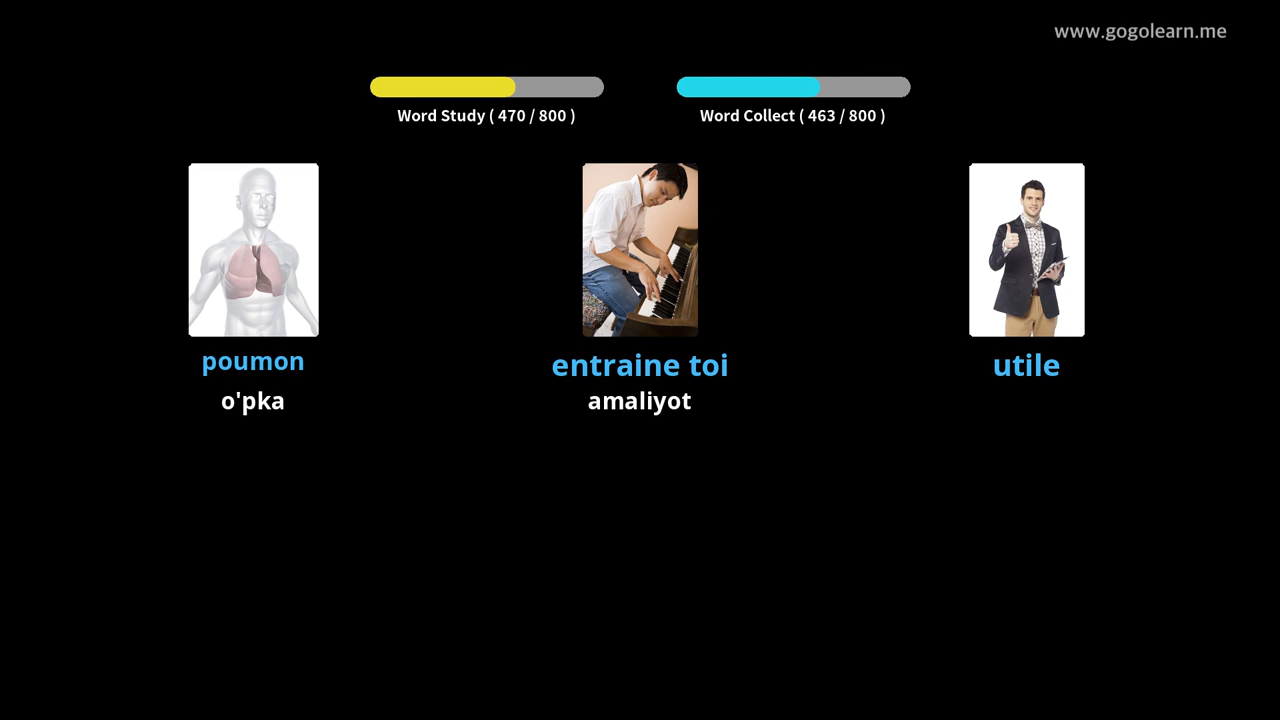 www.gogolearn.me
Word Study ( 470 / 800 )
Word Collect ( 463 / 800 )
poumon
o'pka
entraine toi
amaliyot
utile